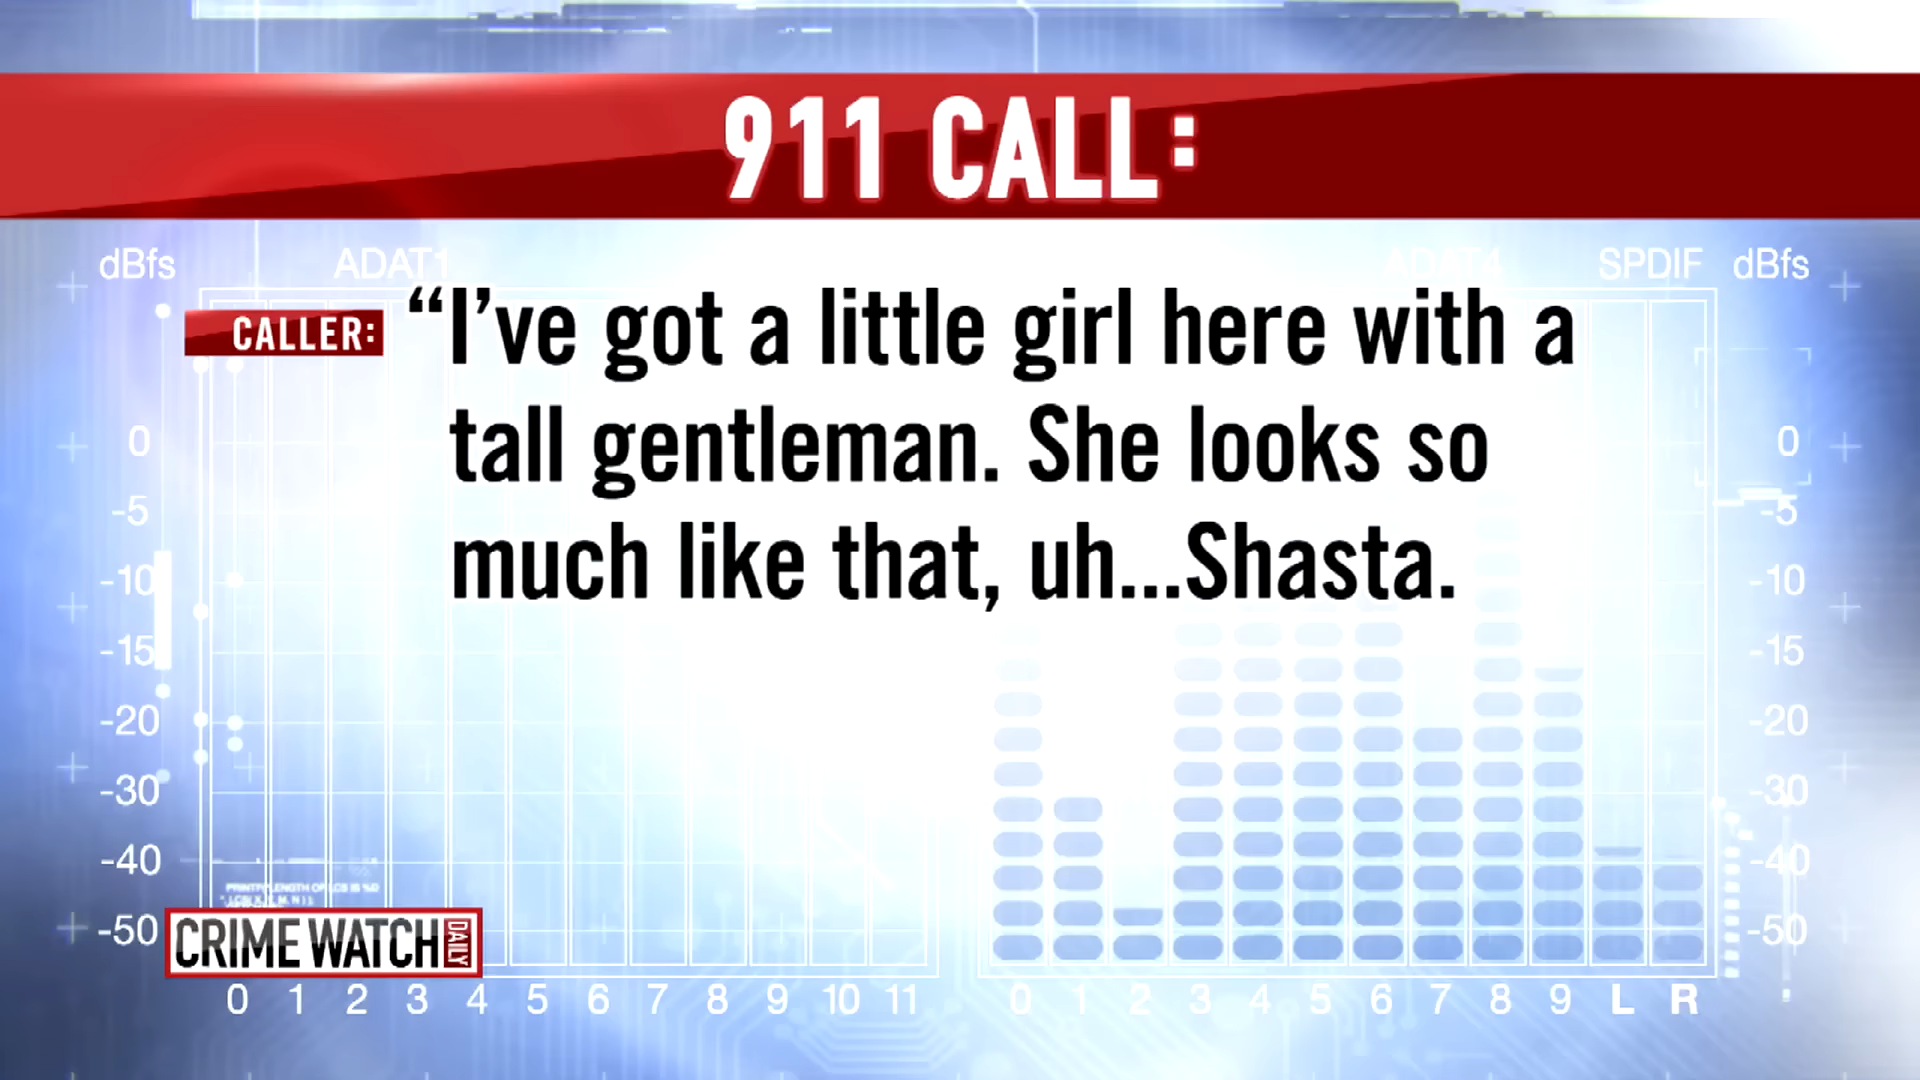 911 CALL:
dBfs ADAT1 ADAT4 SPDIF dBfs
CALLER: “I’ve got a little girl here with a
tall gentleman. She looks so
much like that, uh...Shasta.
0 0
-5 -5
-10 -10
-15 -15
-20 -20
-30 -30
-40 -40
-50 -50
CRIME WATCH DAILY
0 1 2 3 4 5 6 7 8 9 10 11 0 1 2 3 4 5 6 7 8 9 L R